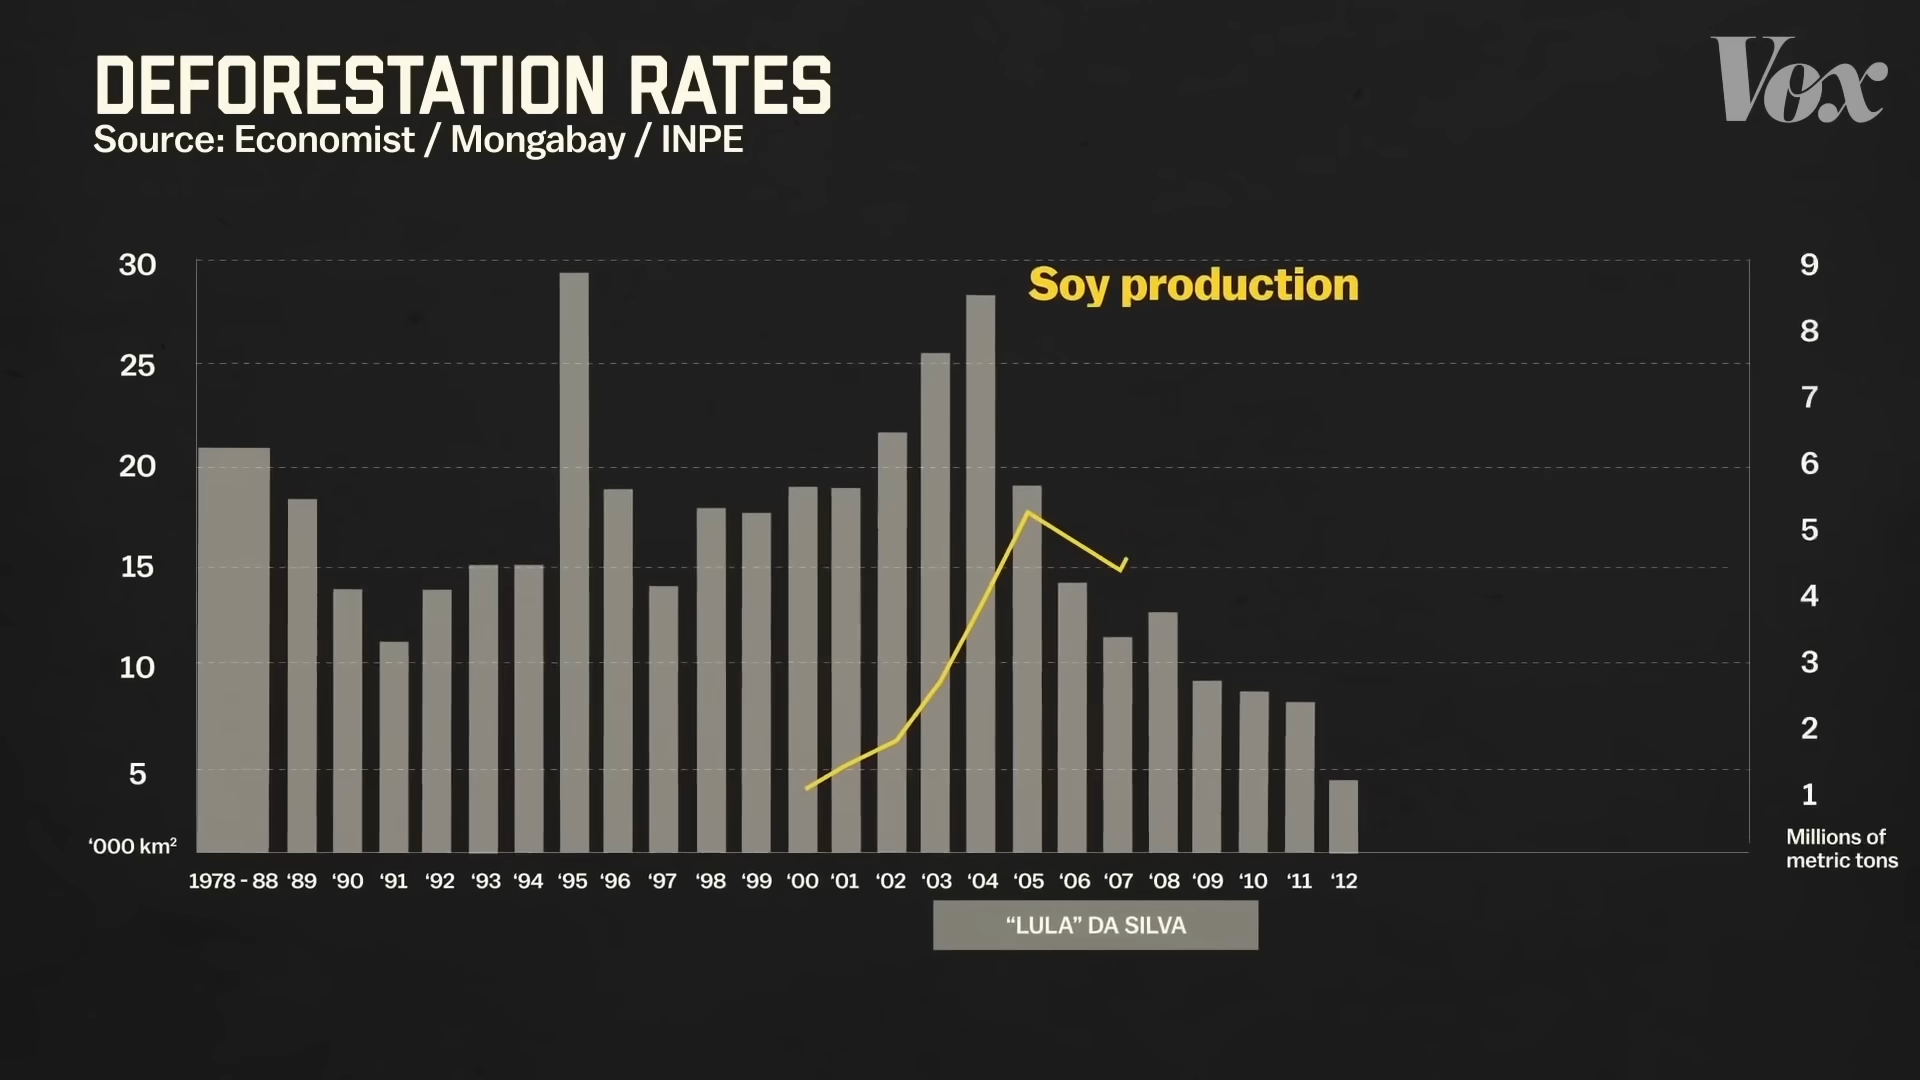 DEFORESTATION RATES
Source: Economist / Mongabay / INPE
Vox
Soy production
30
25
20
15
10
5
‘000 km²
9
8
7
6
5
4
3
2
1
Millions of
metric tons
1978 - 88 ‘89 ‘90 ‘91 ‘92 ‘93 ‘94 ‘95 ‘96 ‘97 ‘98 ‘99 ‘00 ‘01 ‘02 ‘03 ‘04 ‘05 ‘06 ‘07 ‘08 ‘09 ‘10 ‘11 ‘12
“LULA” DA SILVA